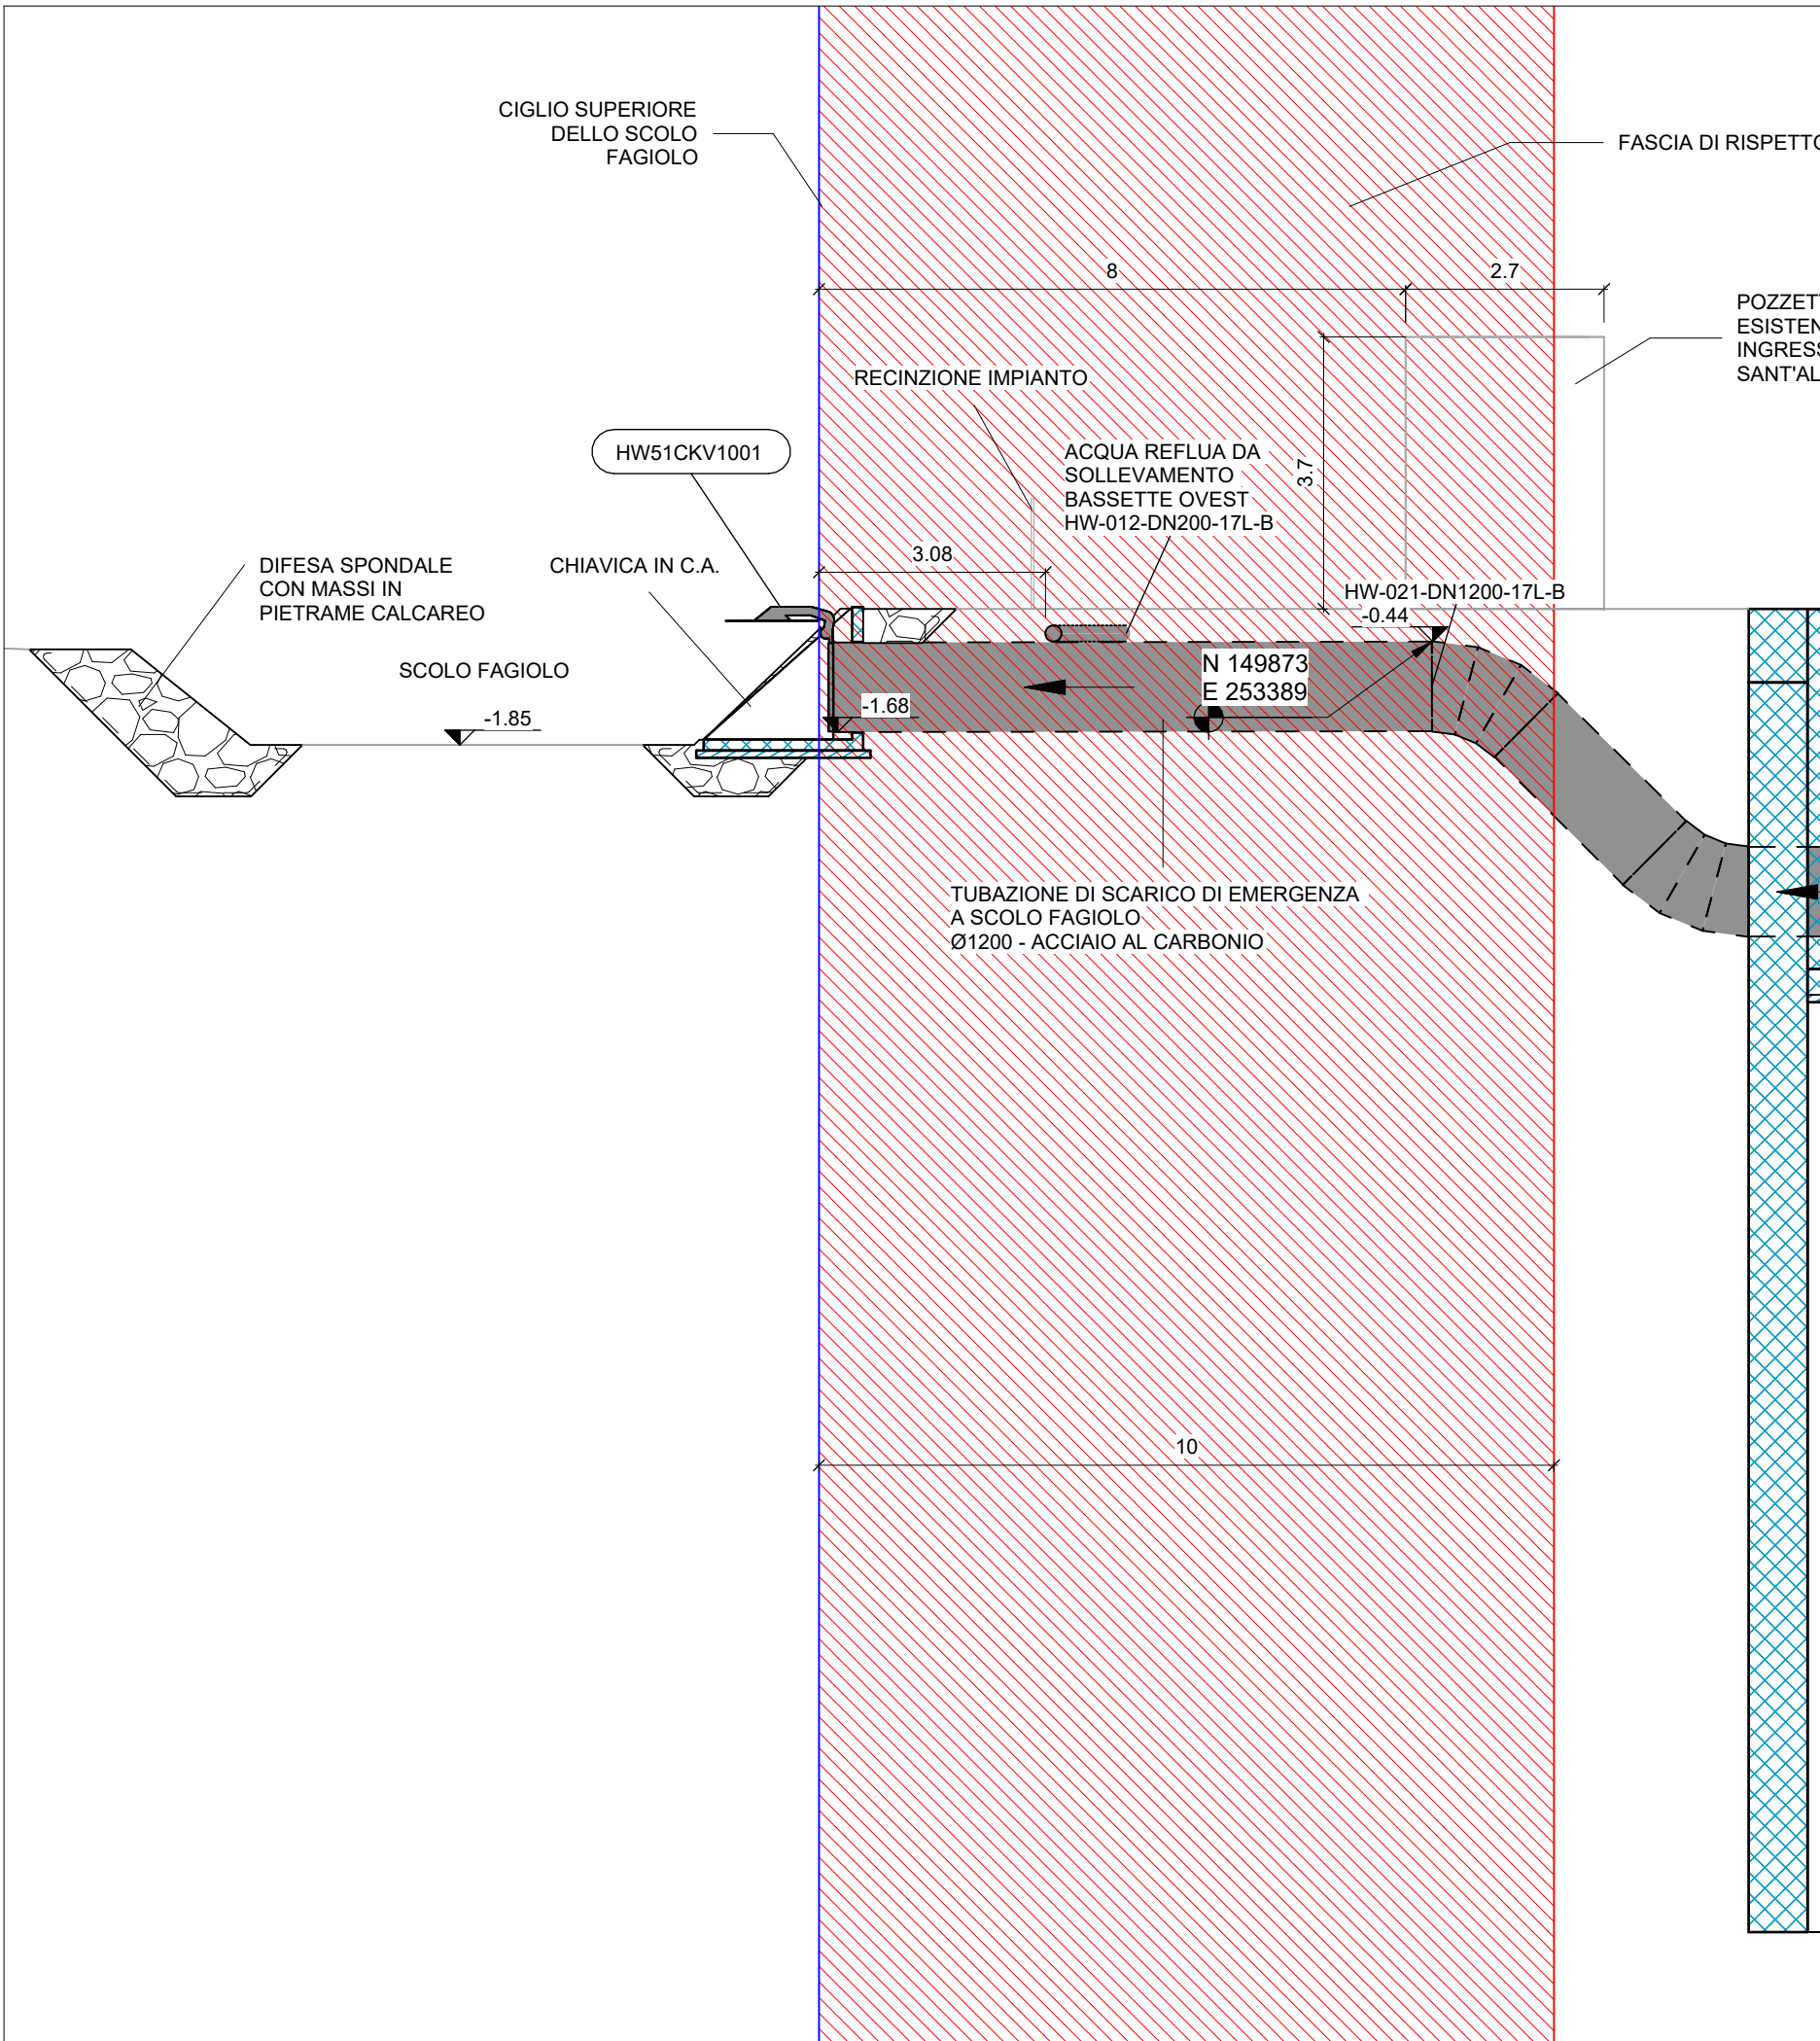 CIGLIO SUPERIORE
DELLO SCOLO
FAGIOLO
FASCIA DI RISPETTO
8
2.7
POZZET
ESISTEN
INGRESS
SANT'AL
RECINZIONE IMPIANTO
HW51CKV1001
ACQUA REFLUA DA
SOLLEVAMENTO
BASSETTE OVEST
HW-012-DN200-17L-B
3.7
DIFESA SPONDALE
CON MASSI IN
PIETRAME CALCAREO
CHIAVICA IN C.A.
3.08
HW-021-DN1200-17L-B
-0.44
SCOLO FAGIOLO
N 149873
E 253389
-1.85
-1.68
TUBAZIONE DI SCARICO DI EMERGENZA
A SCOLO FAGIOLO
Ø1200 - ACCIAIO AL CARBONIO
10